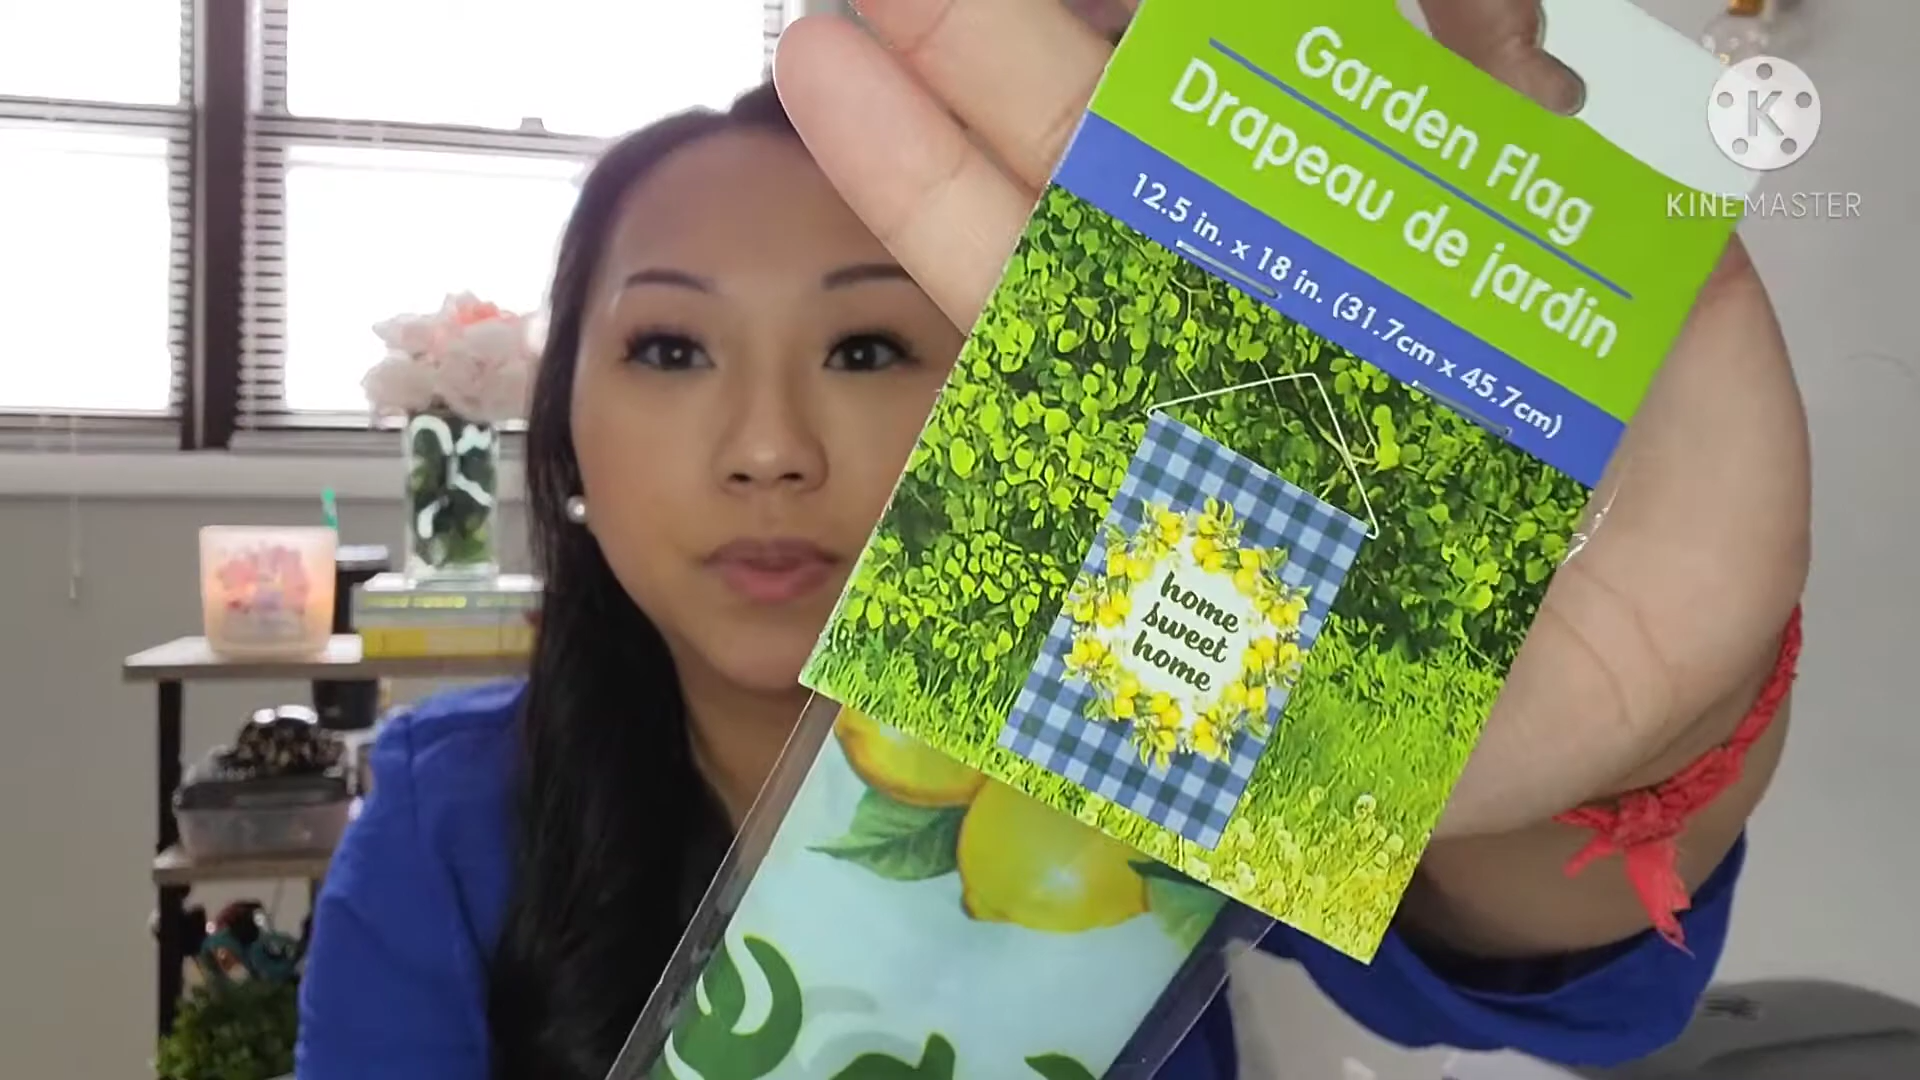 Garden Flag
Drapeau de jardin
12.5 in. x 18 in. (31.7cm x 45.7cm)
home
sweet
home
K
KINEMASTER